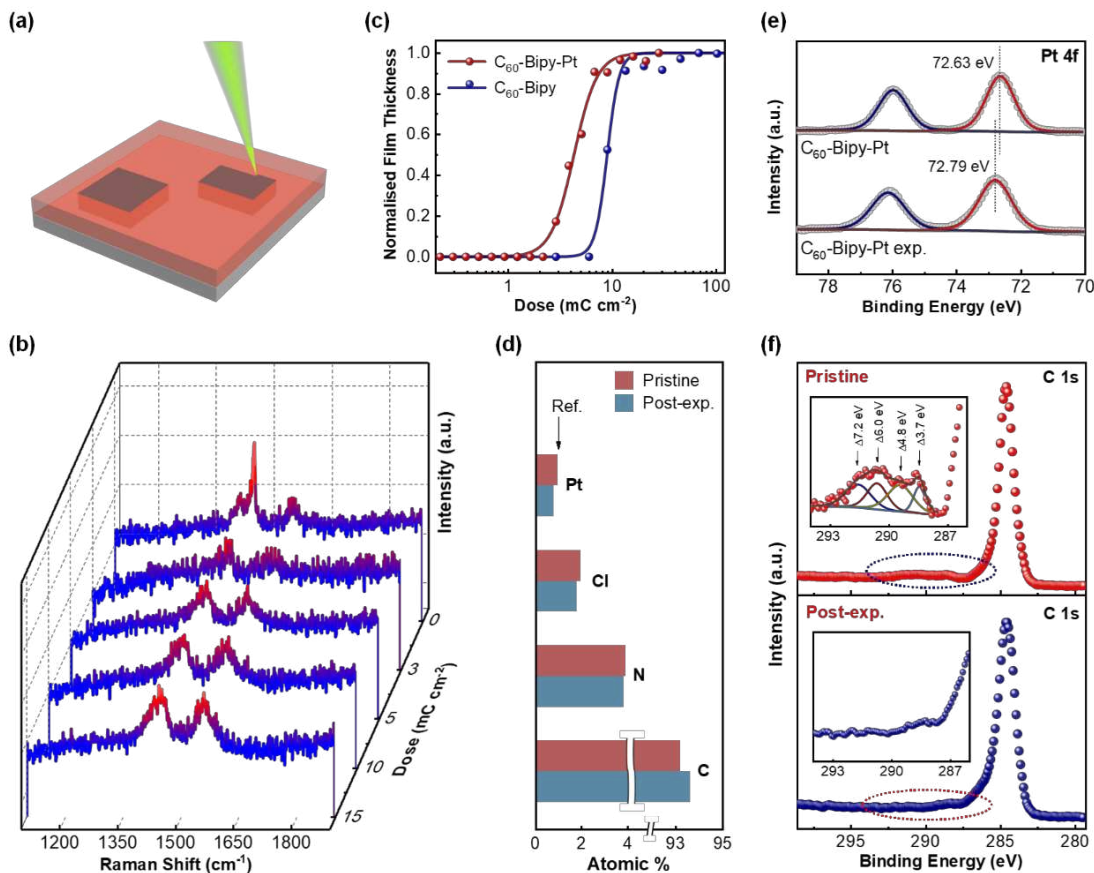 (a)
(b)
Intensity (a.u.)
0
3
5
10
15
Dose (mC cm⁻²)
1200 1350 1500 1650 1800
Raman Shift (cm⁻¹)
(c)
C₆₀-Bipy-Pt
C₆₀-Bipy
Normalised Film Thickness
1.0
0.8
0.6
0.4
0.2
0.0
1 10 100
Dose (mC cm⁻²)
(d)
Pristine
Post-exp.
Ref.
Pt
Cl
N
C
0 2 4 93 95
Atomic %
(e)
Pt 4f
72.63 eV
C₆₀-Bipy-Pt
72.79 eV
C₆₀-Bipy-Pt exp.
Intensity (a.u.)
78 76 74 72 70
Binding Energy (eV)
(f)
Pristine
C 1s
Δ7.2 eV
Δ6.0 eV
Δ4.8 eV
Δ3.7 eV
293 290 287
Post-exp.
C 1s
293 290 287
Intensity (a.u.)
295 290 285 280
Binding Energy (eV)